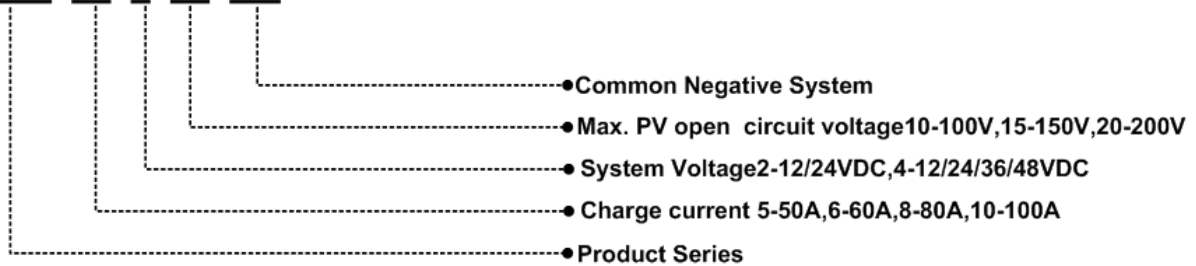 Common Negative System
Max. PV open circuit voltage10-100V,15-150V,20-200V
System Voltage2-12/24VDC,4-12/24/36/48VDC
Charge current 5-50A,6-60A,8-80A,10-100A
Product Series